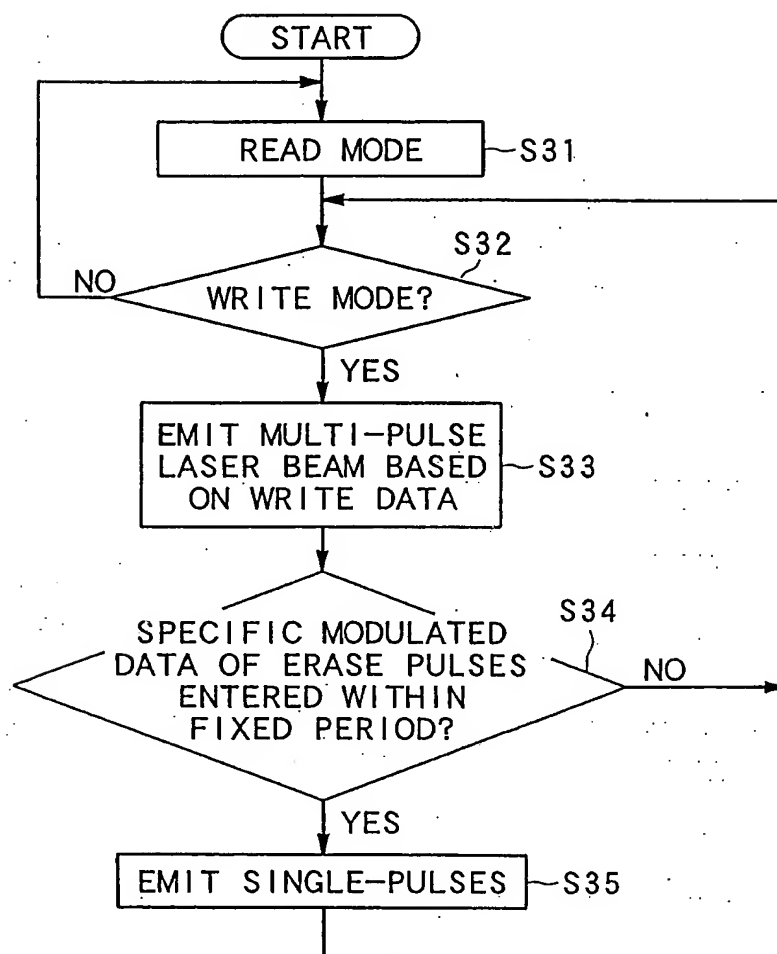 START
READ MODE
S31
S32
NO
WRITE MODE?
YES
EMIT MULTI-PULSE
LASER BEAM BASED
ON WRITE DATA
S33
S34
SPECIFIC MODULATED
DATA OF ERASE PULSES
ENTERED WITHIN
FIXED PERIOD?
NO
YES
EMIT SINGLE-PULSES
S35